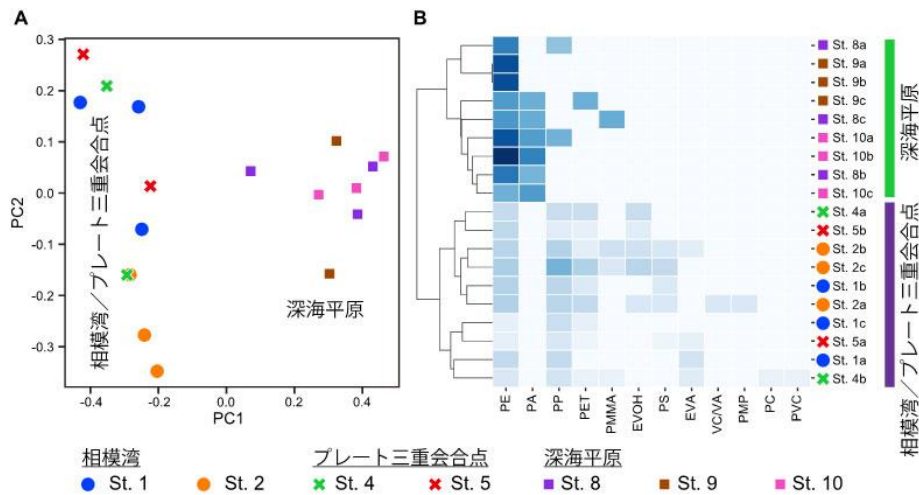 A
0.3
0.2
0.1
0.0
-0.1
-0.2
-0.3
PC2
-0.4
-0.2
0.0
0.2
0.4
PC1
相模湾／プレート三重会合点
深海平原
B
St. 8a
St. 9a
St. 9b
St. 9c
St. 8c
St. 10a
St. 10b
St. 8b
St. 10c
St. 4a
St. 5b
St. 2b
St. 2c
St. 1b
St. 2a
St. 1c
St. 5a
St. 1a
St. 4b
深海平原
相模湾／プレート三重会合点
PE
PA
PP
PET
PMMA
EVOH
PS
EVA
VC/VA
PMP
PC
PVC
相模湾
プレート三重会合点
深海平原
St. 1
St. 2
St. 4
St. 5
St. 8
St. 9
St. 10